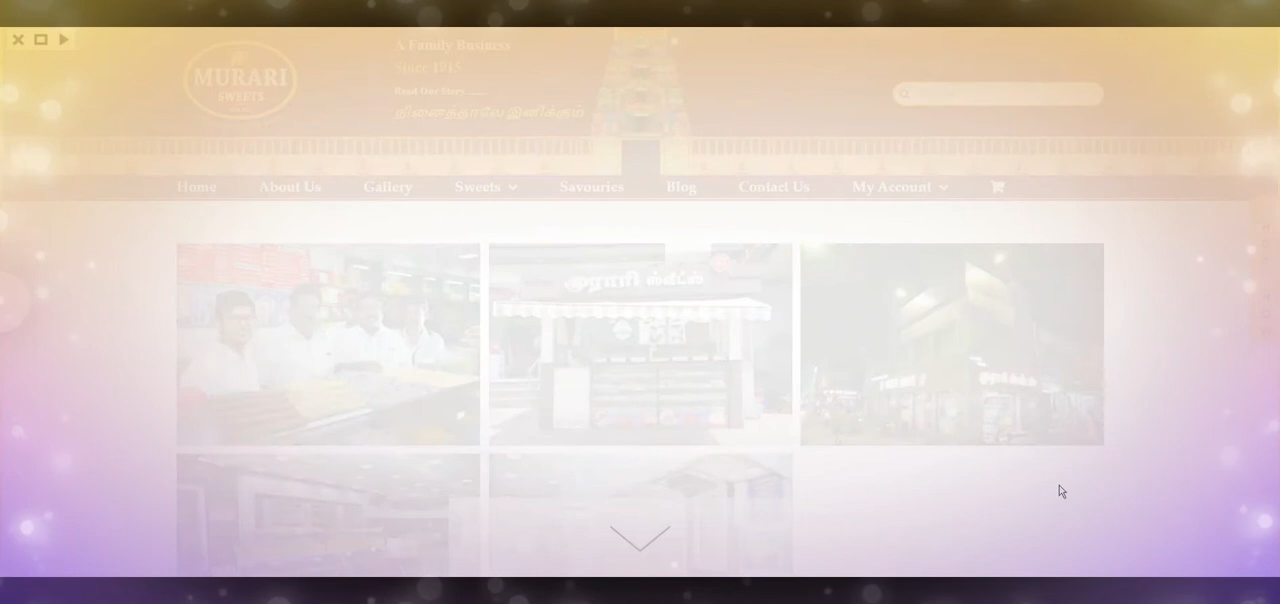 MURARI
SWEETS
A Family Business
Since 1915
Read Our Story......
நினைத்தாலே இனிக்கும்
Home
About Us
Gallery
Sweets
Savouries
Blog
Contact Us
My Account
முராரி ஸ்வீட்ஸ்